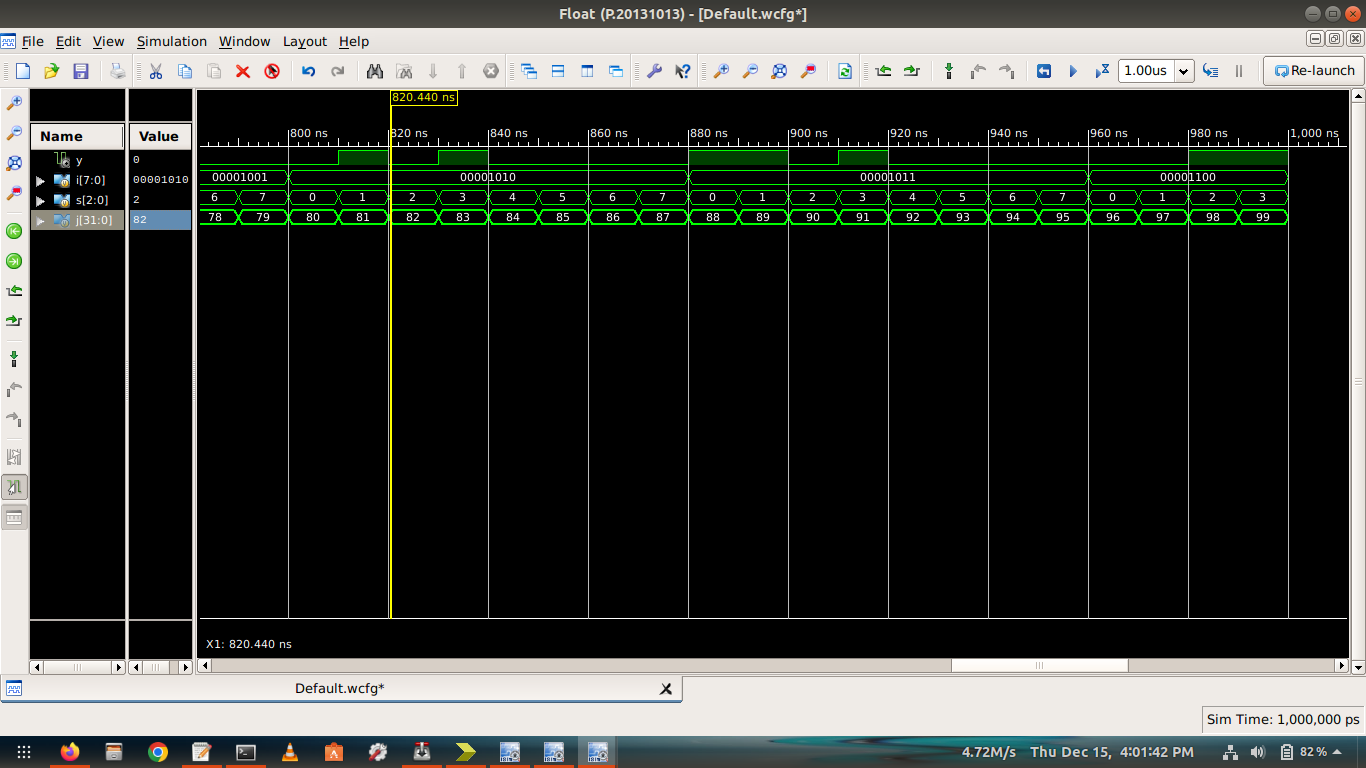 Float (P.20131013) - [Default.wcfg*]
File Edit View Simulation Window Layout Help
1.00us Re-launch
820.440 ns
Name Value
800 ns 820 ns 840 ns 860 ns 880 ns 900 ns 920 ns 940 ns 960 ns 980 ns 1,000 ns
y 0
i[7:0] 00001010 00001001 00001010 00001011 00001100
s[2:0] 2 6 7 0 1 2 3 4 5 6 7 0 1 2 3 4 5 6 7 0 1 2 3
j[31:0] 82 78 79 80 81 82 83 84 85 86 87 88 89 90 91 92 93 94 95 96 97 98 99
X1: 820.440 ns
Default.wcfg*
Sim Time: 1,000,000 ps
4.72M/s Thu Dec 15, 4:01:42 PM 82 %